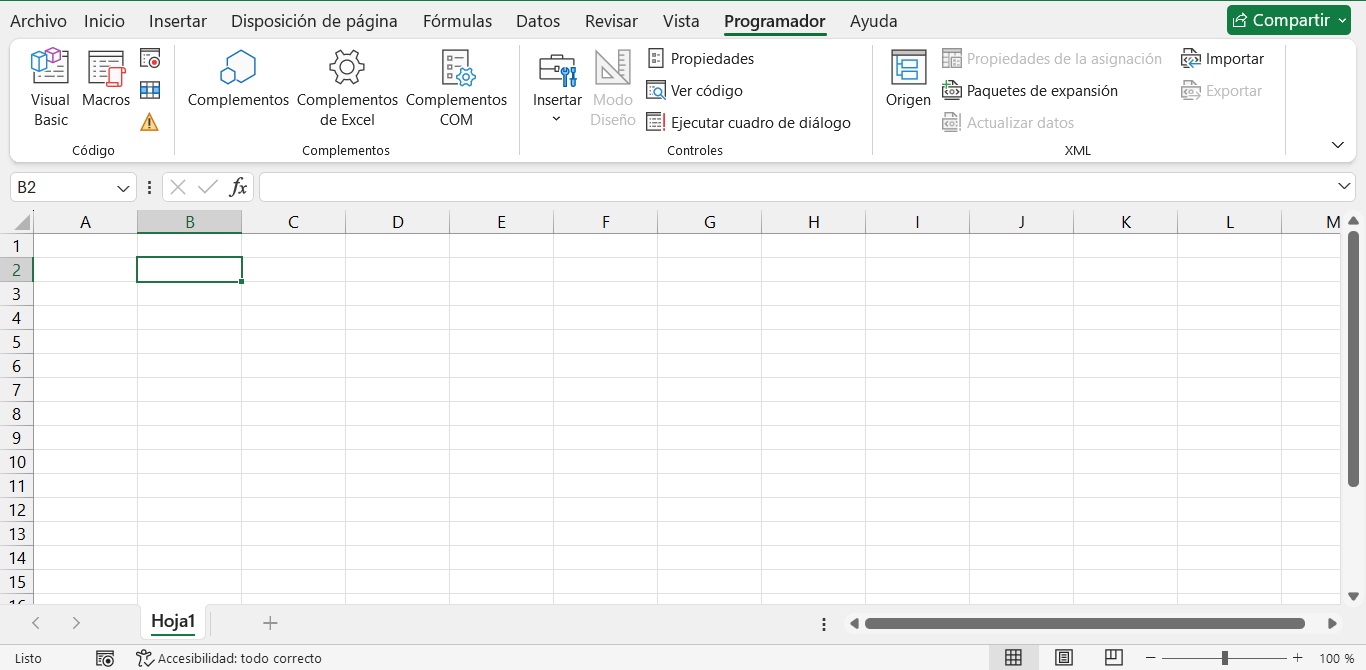 Archivo Inicio Insertar Disposición de página Fórmulas Datos Revisar Vista Programador Ayuda Compartir
Visual Basic
Macros
Código
Complementos
Complementos de Excel
Complementos COM
Complementos
Insertar
Modo Diseño
Propiedades
Ver código
Ejecutar cuadro de diálogo
Controles
Origen
Propiedades de la asignación
Paquetes de expansión
Actualizar datos
Importar
Exportar
XML
B2 fx
A B C D E F G H I J K L M
1
2
3
4
5
6
7
8
9
10
11
12
13
14
15
16
Hoja1
Listo Accesibilidad: todo correcto 100 %